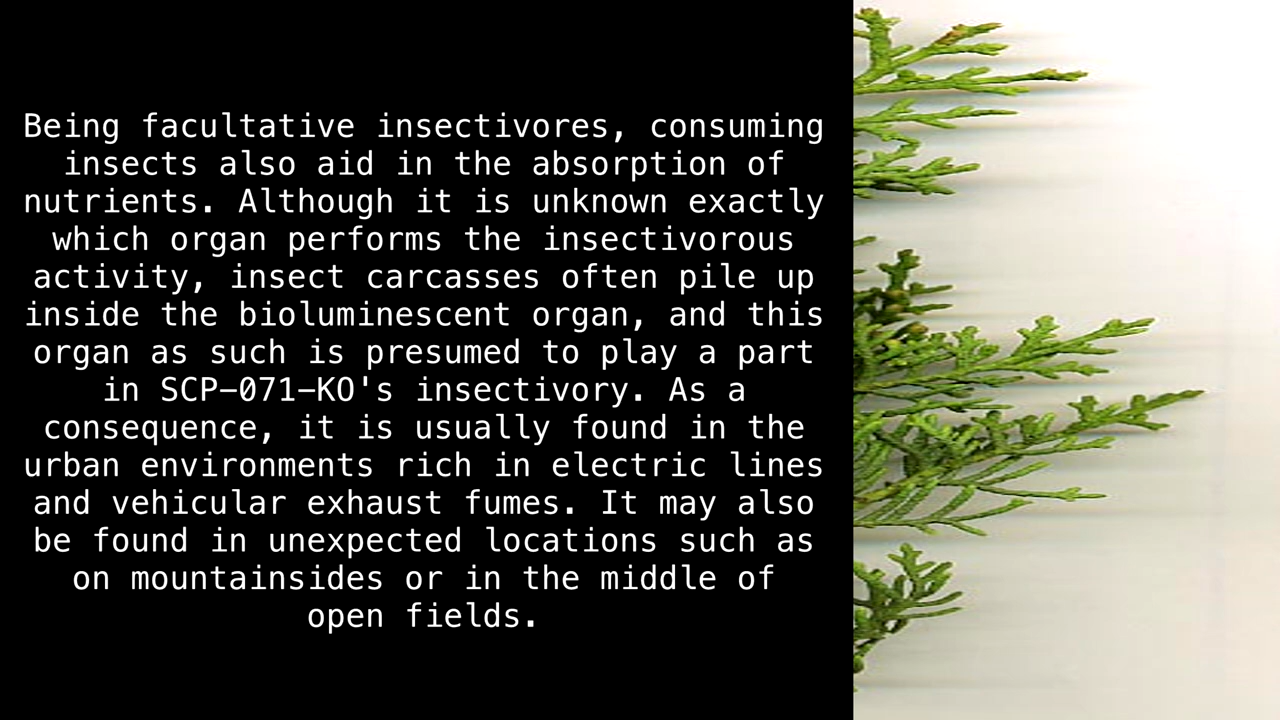 Being facultative insectivores, consuming
insects also aid in the absorption of
nutrients. Although it is unknown exactly
which organ performs the insectivorous
activity, insect carcasses often pile up
inside the bioluminescent organ, and this
organ as such is presumed to play a part
in SCP–071–KO's insectivory. As a
consequence, it is usually found in the
urban environments rich in electric lines
and vehicular exhaust fumes. It may also
be found in unexpected locations such as
on mountainsides or in the middle of
open fields.